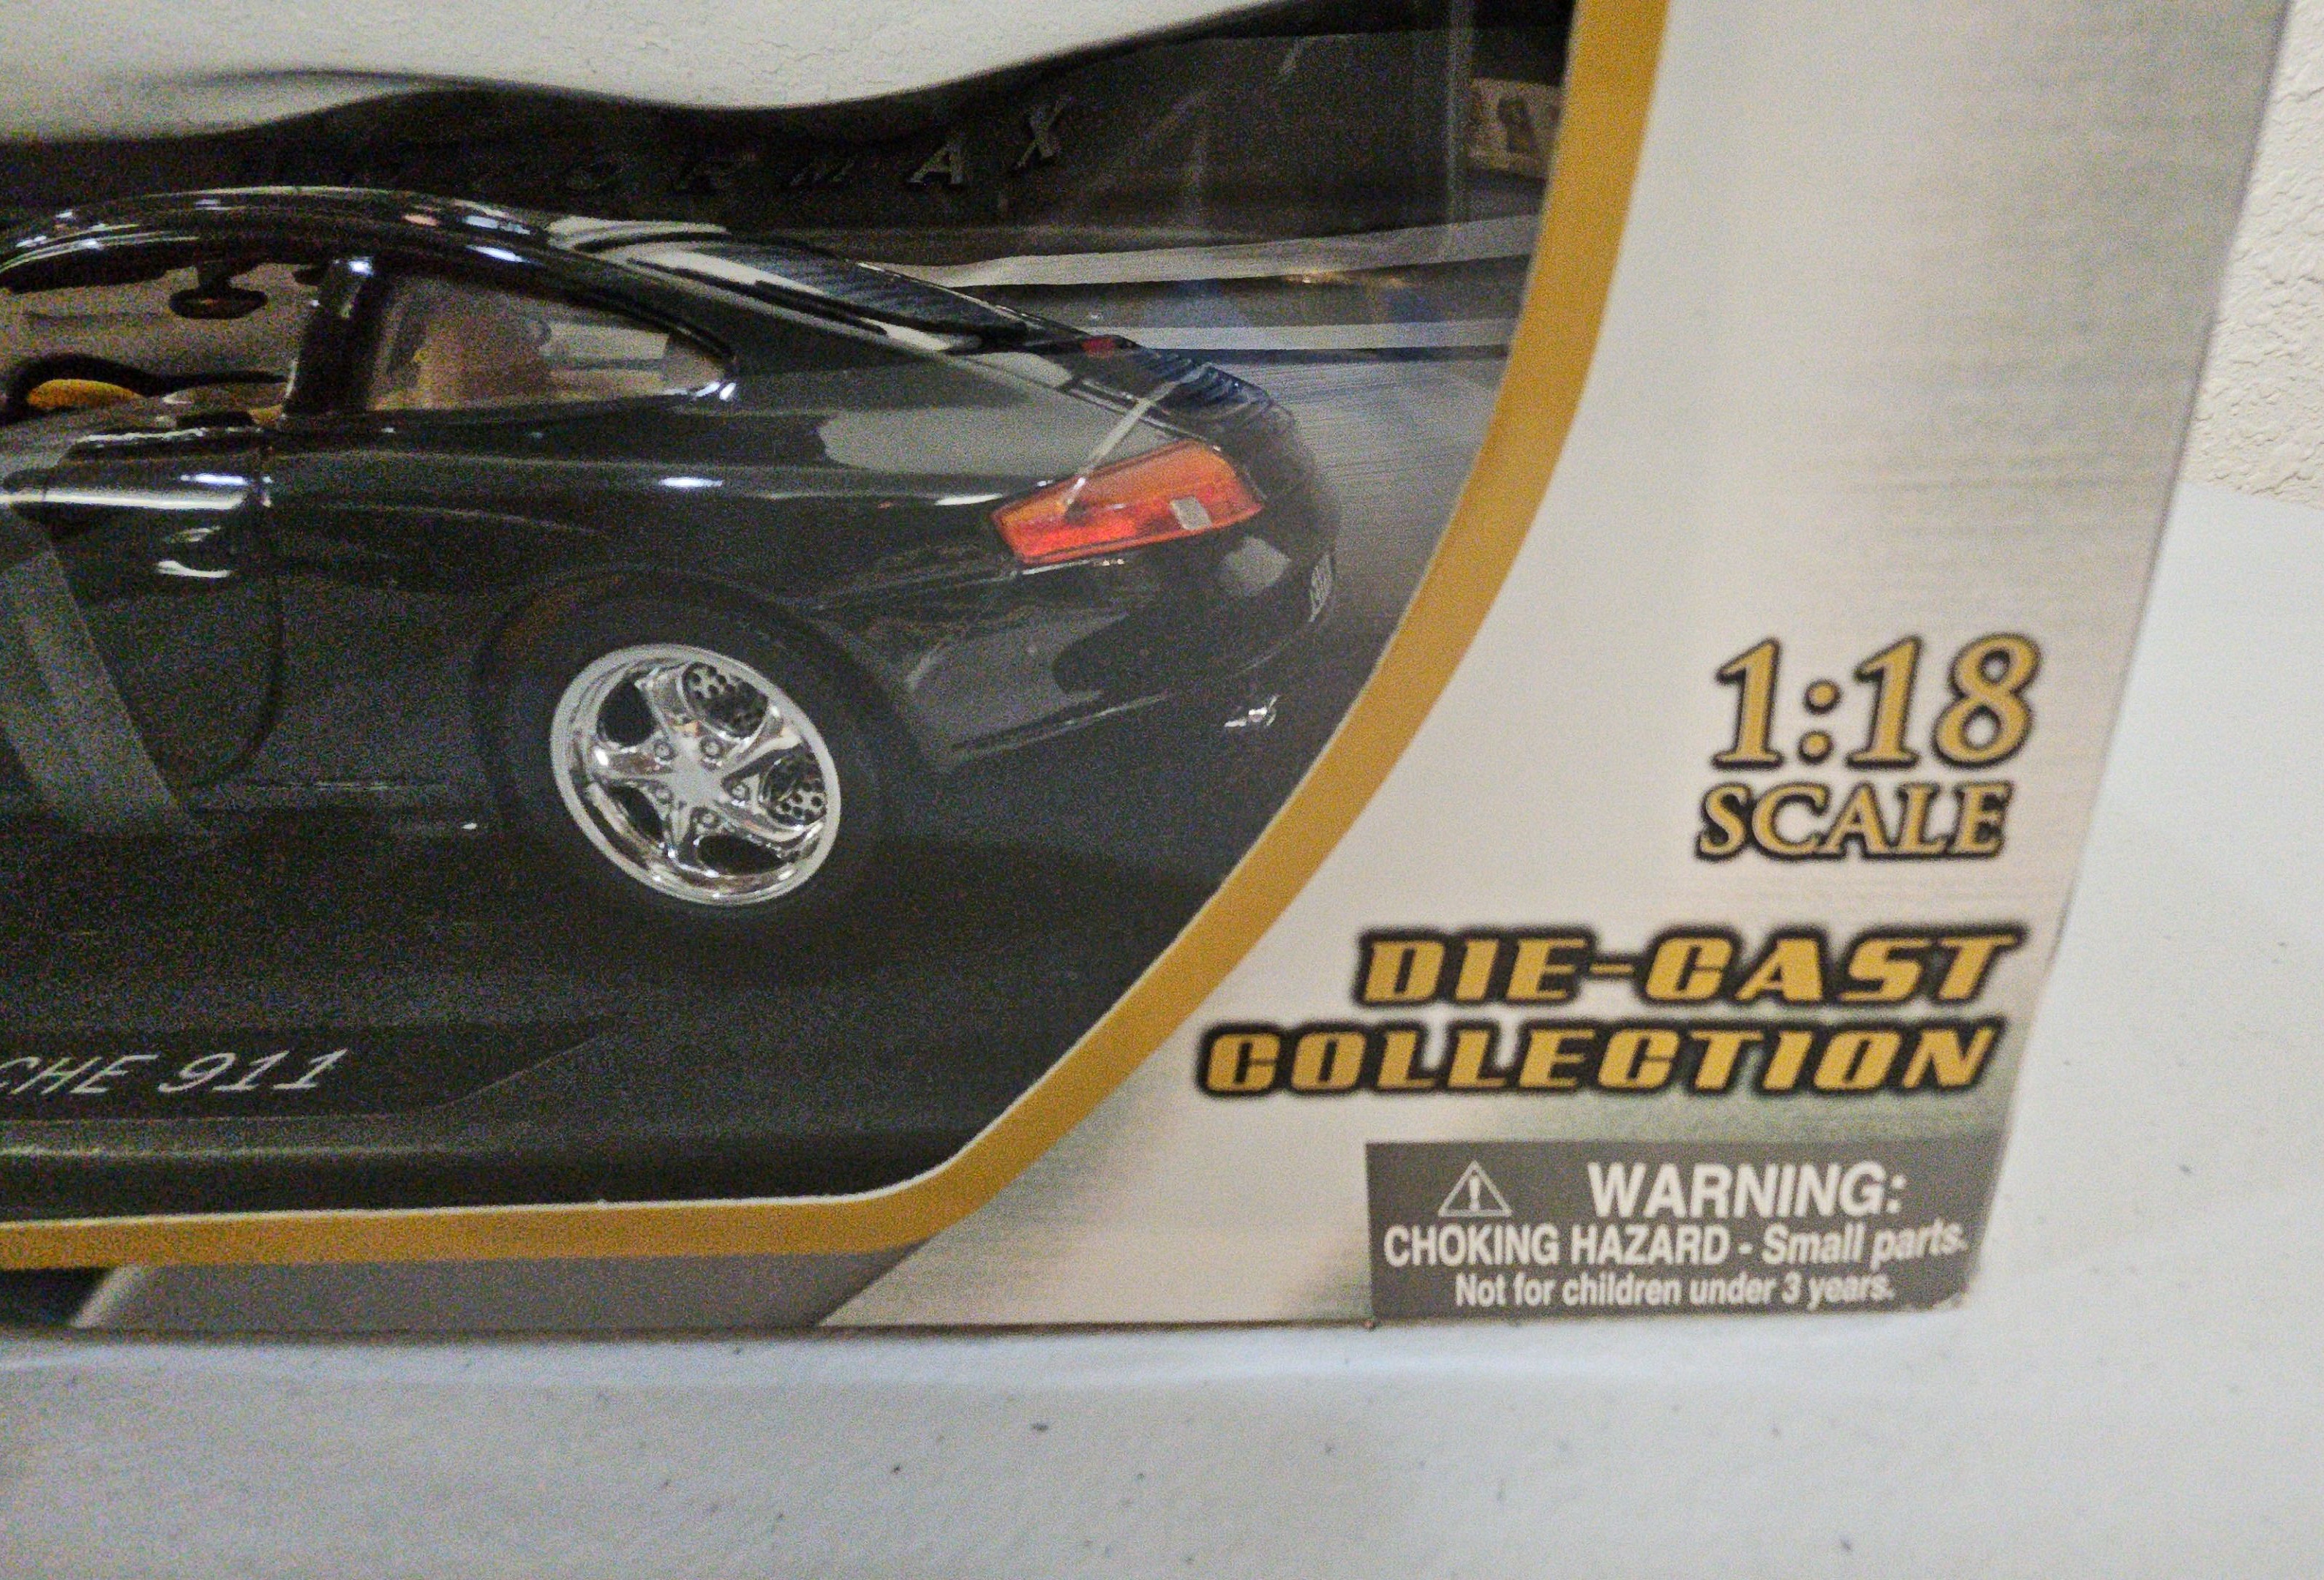 MOTORMAX
CHE 911
1:18
SCALE
DIE-CAST
COLLECTION
WARNING:
CHOKING HAZARD - Small parts.
Not for children under 3 years.